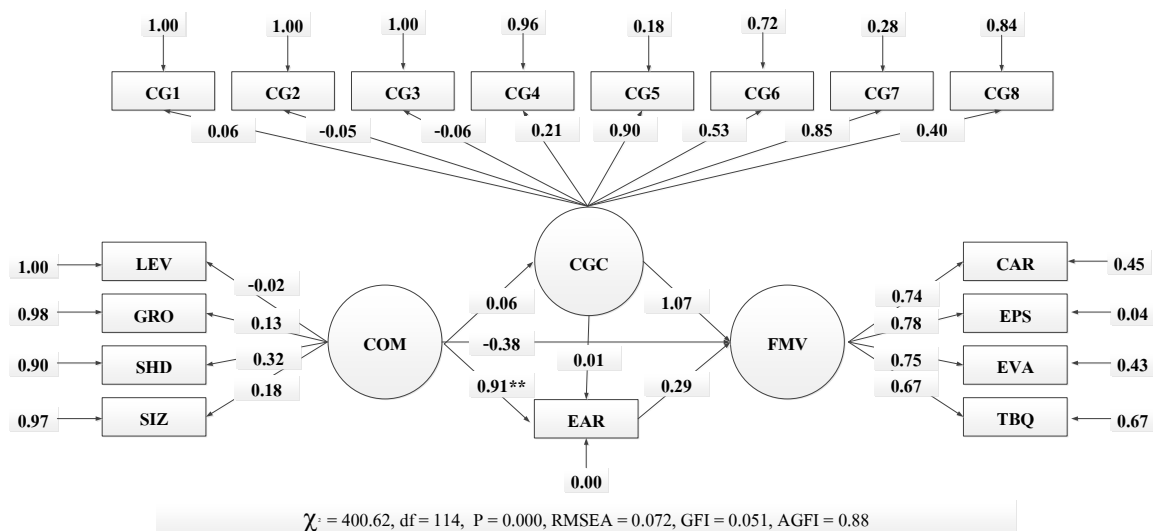 1.00 1.00 1.00 0.96 0.18 0.72 0.28 0.84
CG1 CG2 CG3 CG4 CG5 CG6 CG7 CG8
0.06 -0.05 -0.06 0.21 0.90 0.53 0.85 0.40
1.00 LEV -0.02
0.98 GRO 0.13
0.90 SHD 0.32
0.97 SIZ 0.18
COM
CGC
FMV
0.06 1.07
-0.38
0.01
0.91** 0.29
EAR
0.00
0.74 CAR 0.45
0.78 EPS 0.04
0.75 EVA 0.43
0.67 TBQ 0.67
χ² = 400.62, df = 114, P = 0.000, RMSEA = 0.072, GFI = 0.051, AGFI = 0.88